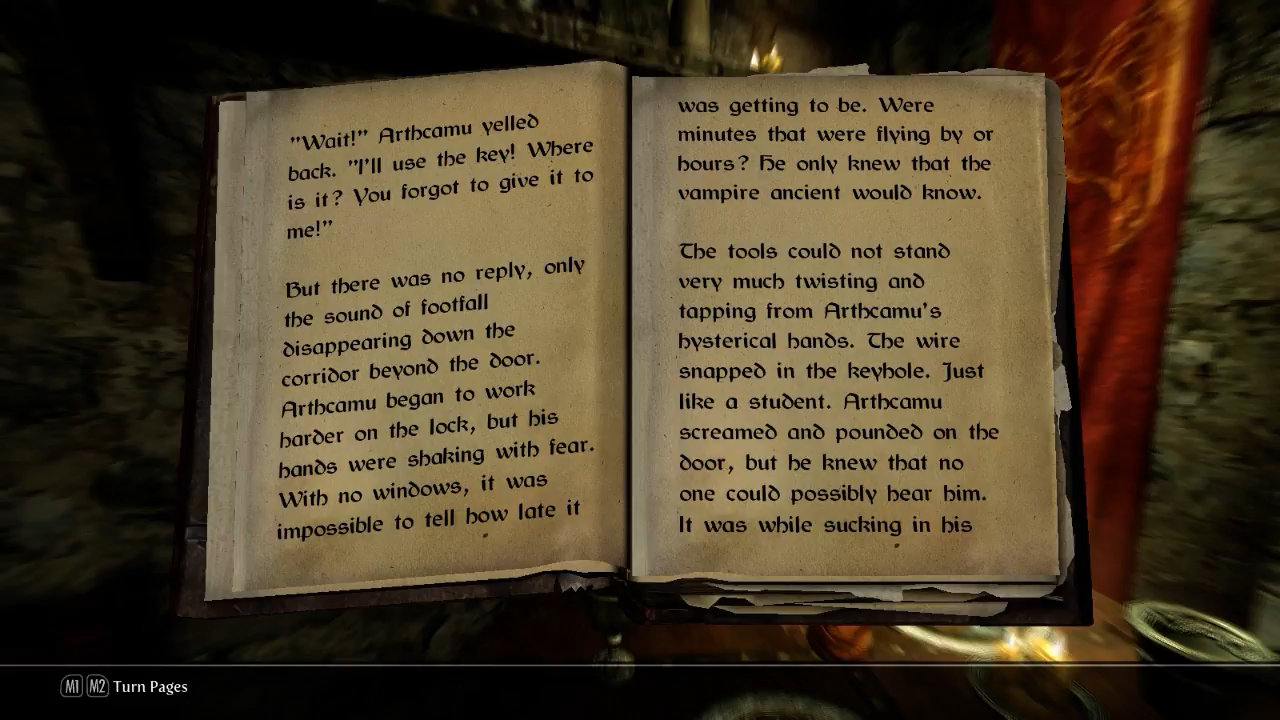 "Wait!" Arthcamu yelled
back. "I'll use the key! Where
is it? You forgot to give it to
me!"
But there was no reply, only
the sound of footfall
disappearing down the
corridor beyond the door.
Arthcamu began to work
harder on the lock, but his
hands were shaking with fear.
With no windows, it was
impossible to tell how late it
was getting to be. Were
minutes that were flying by or
hours? He only knew that the
vampire ancient would know.
The tools could not stand
very much twisting and
tapping from Arthcamu's
hysterical hands. The wire
snapped in the keyhole. Just
like a student. Arthcamu
screamed and pounded on the
door, but he knew that no
one could possibly hear him.
It was while sucking in his
M1 M2 Turn Pages